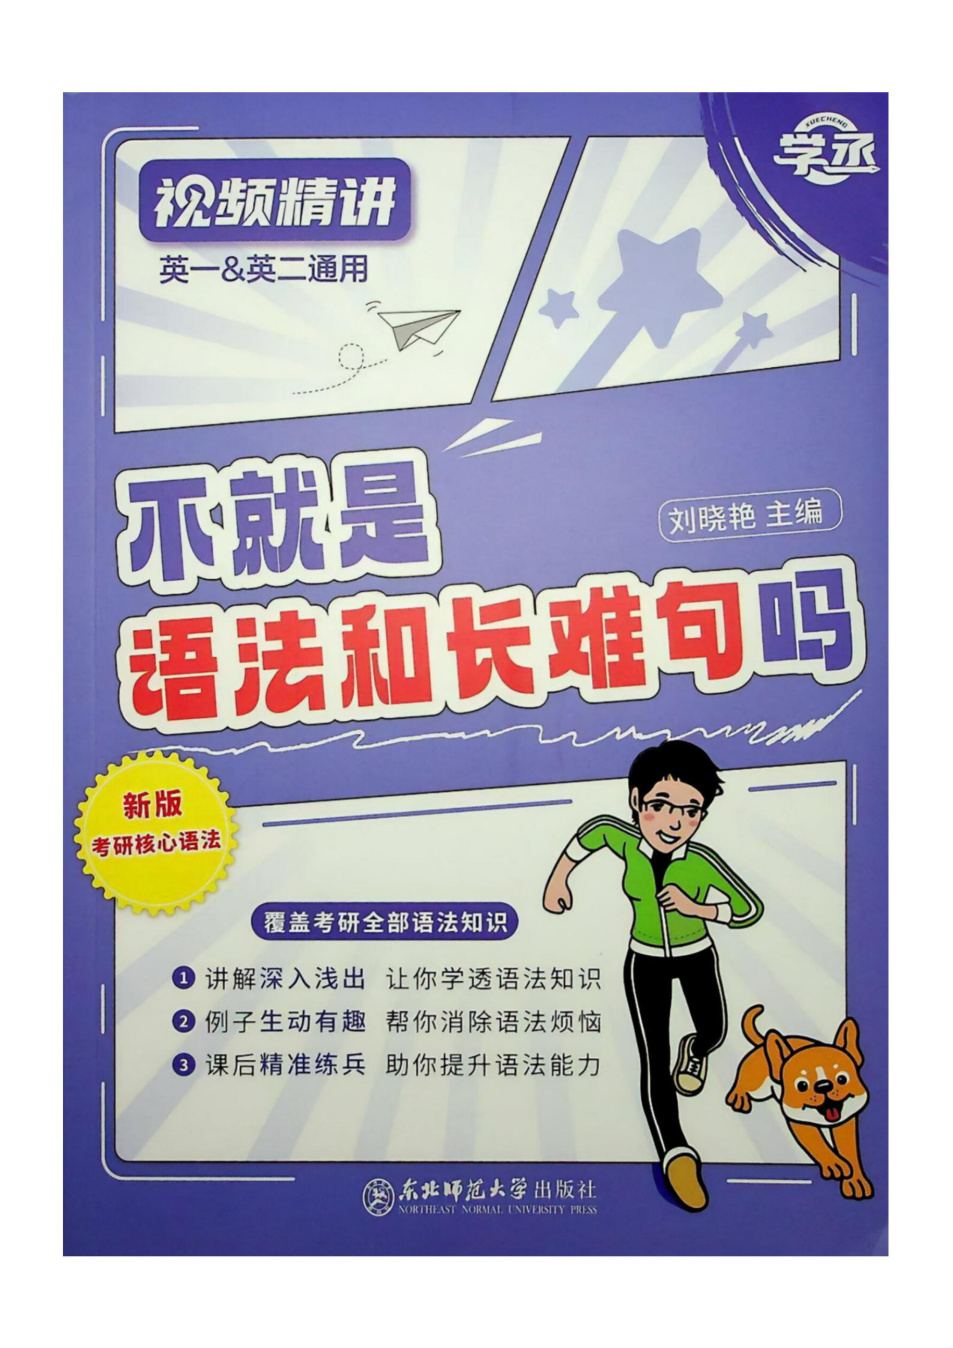 XUECHENG
学丞
视频精讲
英一&英二通用
不就是
刘晓艳 主编
语法和长难句吗
新版
考研核心语法
覆盖考研全部语法知识
1 讲解深入浅出 让你学透语法知识
2 例子生动有趣 帮你消除语法烦恼
3 课后精准练兵 助你提升语法能力
东北师范大学出版社
NORTHEAST NORMAL UNIVERSITY PRESS